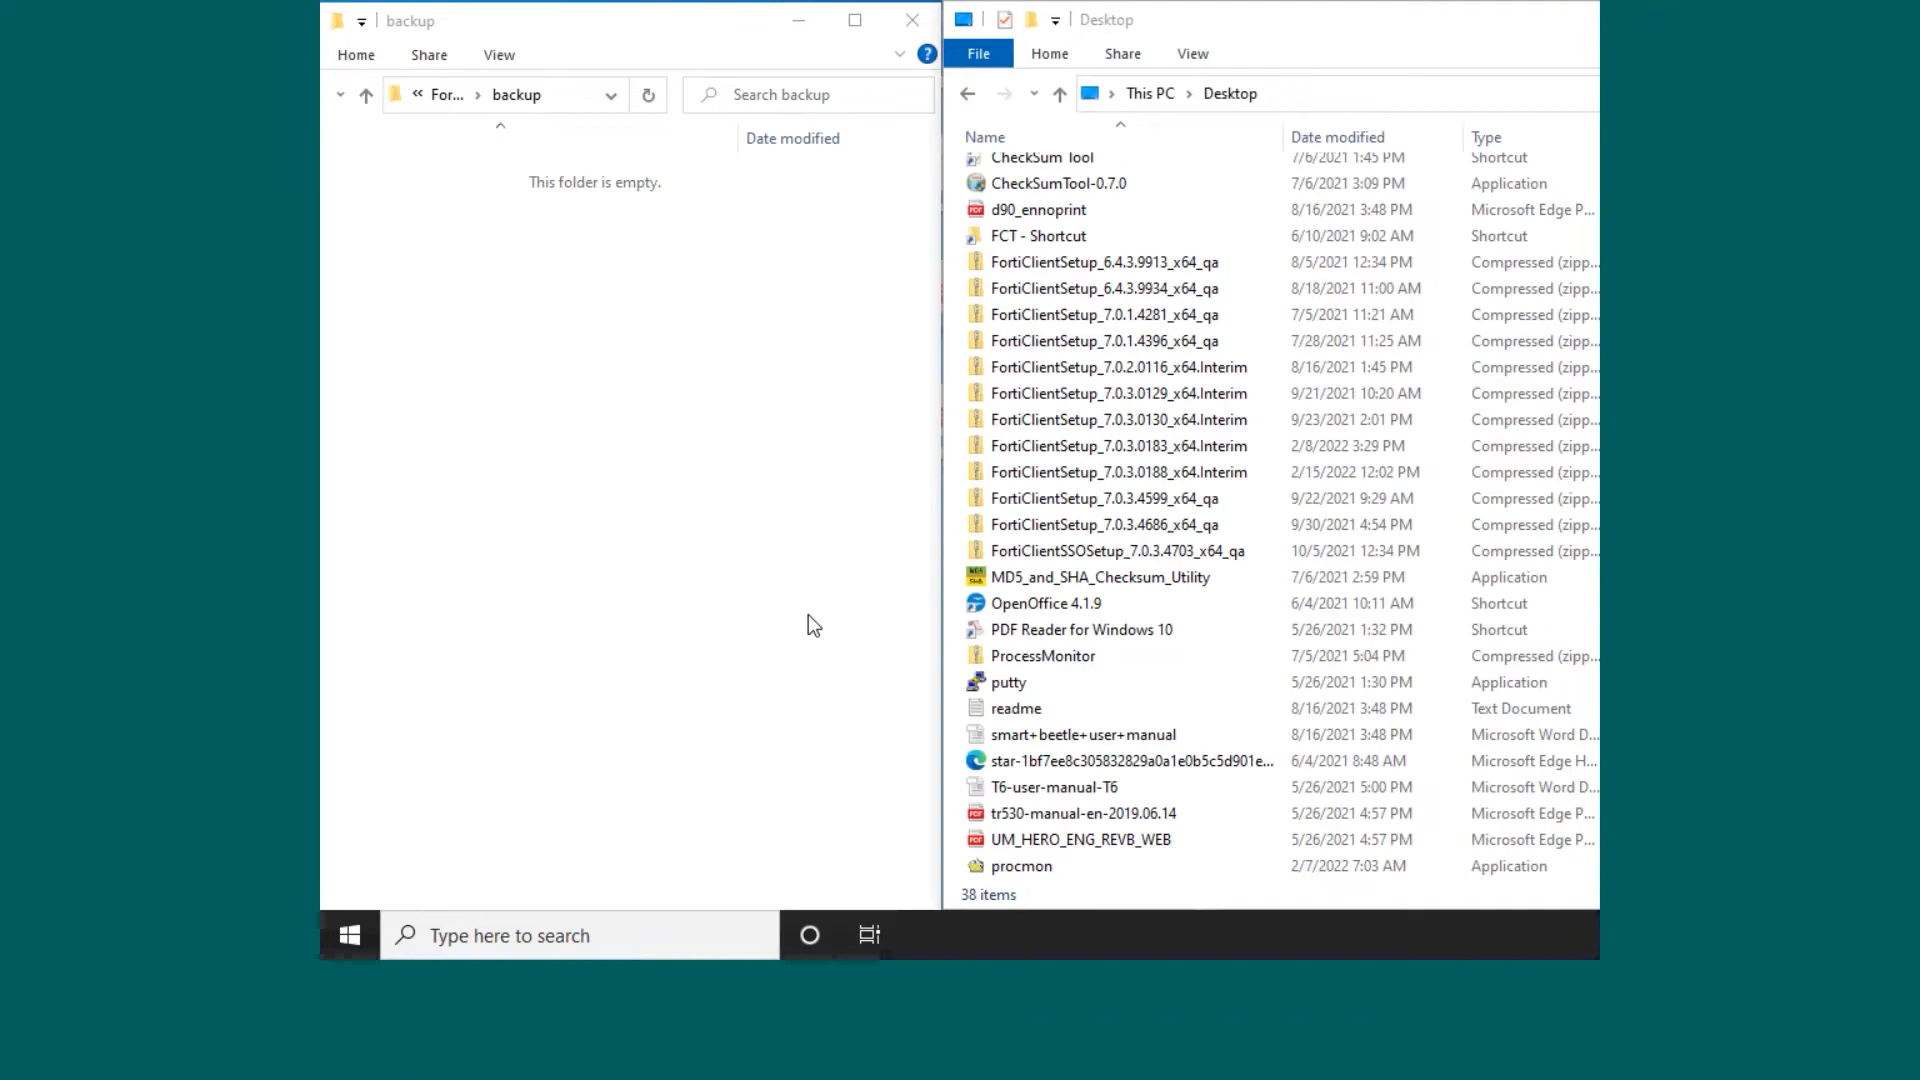 backup
Home Share View
?
« For... › backup
Search backup
Date modified
This folder is empty.
Desktop
File Home Share View
› This PC › Desktop
Name Date modified Type
CheckSum Tool 7/6/2021 1:45 PM Shortcut
CheckSumTool-0.7.0 7/6/2021 3:09 PM Application
d90_ennoprint 8/16/2021 3:48 PM Microsoft Edge P...
FCT - Shortcut 6/10/2021 9:02 AM Shortcut
FortiClientSetup_6.4.3.9913_x64_qa 8/5/2021 12:34 PM Compressed (zipp...
FortiClientSetup_6.4.3.9934_x64_qa 8/18/2021 11:00 AM Compressed (zipp...
FortiClientSetup_7.0.1.4281_x64_qa 7/5/2021 11:21 AM Compressed (zipp...
FortiClientSetup_7.0.1.4396_x64_qa 7/28/2021 11:25 AM Compressed (zipp...
FortiClientSetup_7.0.2.0116_x64.Interim 8/16/2021 1:45 PM Compressed (zipp...
FortiClientSetup_7.0.3.0129_x64.Interim 9/21/2021 10:20 AM Compressed (zipp...
FortiClientSetup_7.0.3.0130_x64.Interim 9/23/2021 2:01 PM Compressed (zipp...
FortiClientSetup_7.0.3.0183_x64.Interim 2/8/2022 3:29 PM Compressed (zipp...
FortiClientSetup_7.0.3.0188_x64.Interim 2/15/2022 12:02 PM Compressed (zipp...
FortiClientSetup_7.0.3.4599_x64_qa 9/22/2021 9:29 AM Compressed (zipp...
FortiClientSetup_7.0.3.4686_x64_qa 9/30/2021 4:54 PM Compressed (zipp...
FortiClientSSOSetup_7.0.3.4703_x64_qa 10/5/2021 12:34 PM Compressed (zipp...
MD5_and_SHA_Checksum_Utility 7/6/2021 2:59 PM Application
OpenOffice 4.1.9 6/4/2021 10:11 AM Shortcut
PDF Reader for Windows 10 5/26/2021 1:32 PM Shortcut
ProcessMonitor 7/5/2021 5:04 PM Compressed (zipp...
putty 5/26/2021 1:30 PM Application
readme 8/16/2021 3:48 PM Text Document
smart+beetle+user+manual 8/16/2021 3:48 PM Microsoft Word D...
star-1bf7ee8c305832829a0a1e0b5c5d901e... 6/4/2021 8:48 AM Microsoft Edge H...
T6-user-manual-T6 5/26/2021 5:00 PM Microsoft Word D...
tr530-manual-en-2019.06.14 5/26/2021 4:57 PM Microsoft Edge P...
UM_HERO_ENG_REVB_WEB 5/26/2021 4:57 PM Microsoft Edge P...
procmon 2/7/2022 7:03 AM Application
38 items
Type here to search